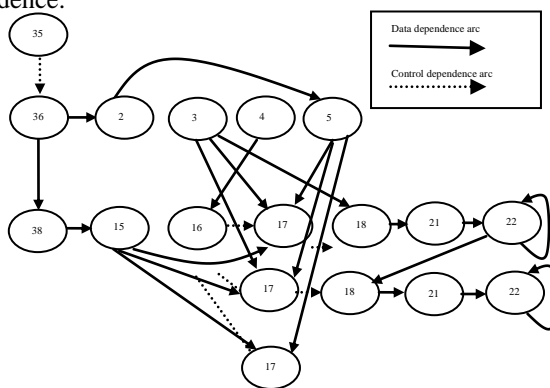 dence.
35
Data dependence arc
Control dependence arc
36 2 3 4 5
38 15 16 17 18 21 22
17 18 21 22
17